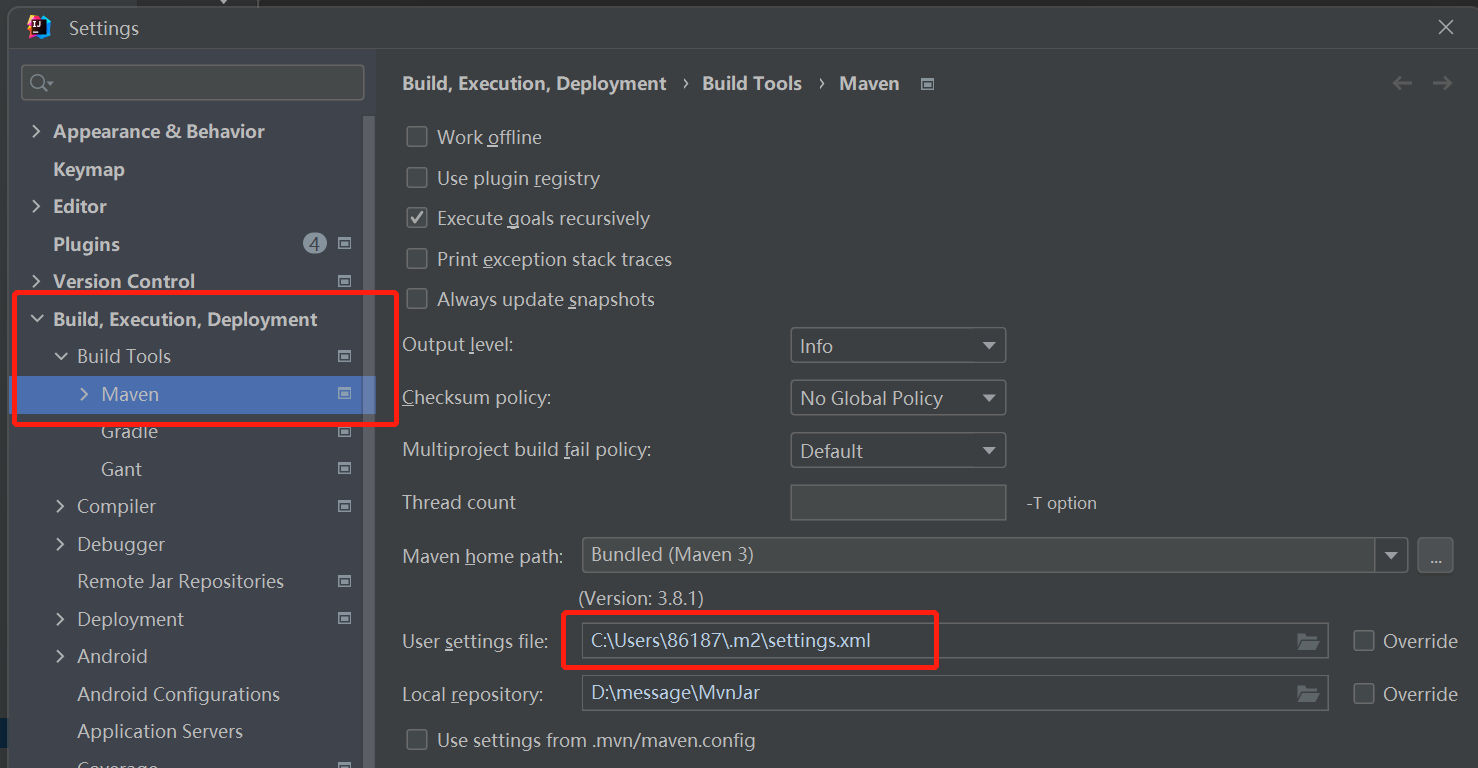 Settings
Appearance & Behavior
Keymap
Editor
Plugins 4
Version Control
Build, Execution, Deployment
Build Tools
Maven
Gradle
Gant
Compiler
Debugger
Remote Jar Repositories
Deployment
Android
Android Configurations
Application Servers
Coverage
Build, Execution, Deployment › Build Tools › Maven
Work offline
Use plugin registry
Execute goals recursively
Print exception stack traces
Always update snapshots
Output level: Info
Checksum policy: No Global Policy
Multiproject build fail policy: Default
Thread count -T option
Maven home path: Bundled (Maven 3) ...
(Version: 3.8.1)
User settings file: C:\Users\86187\.m2\settings.xml Override
Local repository: D:\message\MvnJar Override
Use settings from .mvn/maven.config